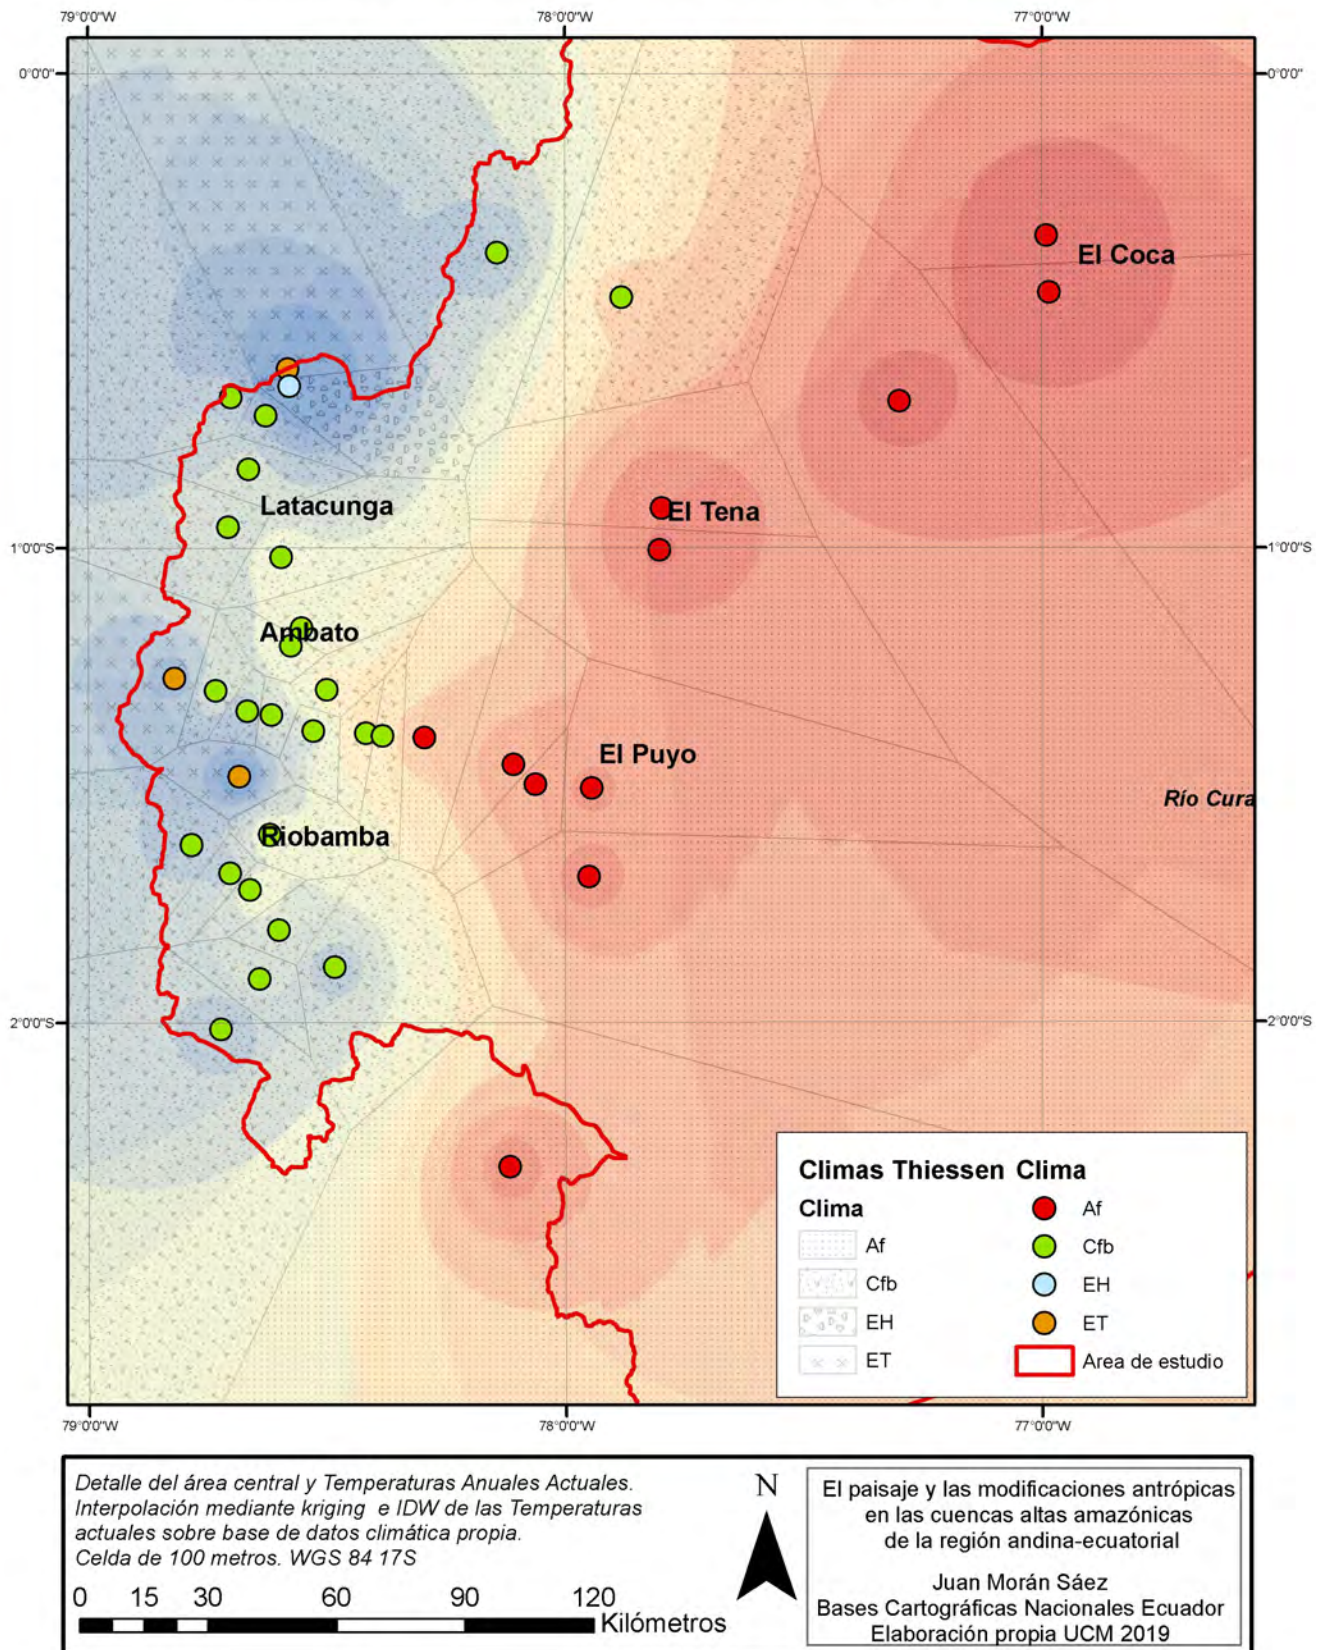 79°0'0"W
78°0'0"W
77°0'0"W
0°0'0"
0°0'0"
El Coca
Latacunga
El Tena
1°0'0"S
1°0'0"S
Ambato
El Puyo
Río Cura
Riobamba
2°0'0"S
2°0'0"S
Climas Thiessen
Clima
Af
Cfb
EH
ET
Clima
Af
Cfb
EH
ET
Area de estudio
79°0'0"W
78°0'0"W
77°0'0"W
Detalle del área central y Temperaturas Anuales Actuales.
Interpolación mediante kriging e IDW de las Temperaturas
actuales sobre base de datos climática propia.
Celda de 100 metros. WGS 84 17S
0 15 30 60 90 120
Kilómetros
N
El paisaje y las modificaciones antrópicas
en las cuencas altas amazónicas
de la región andina-ecuatorial
Juan Morán Sáez
Bases Cartográficas Nacionales Ecuador
Elaboración propia UCM 2019